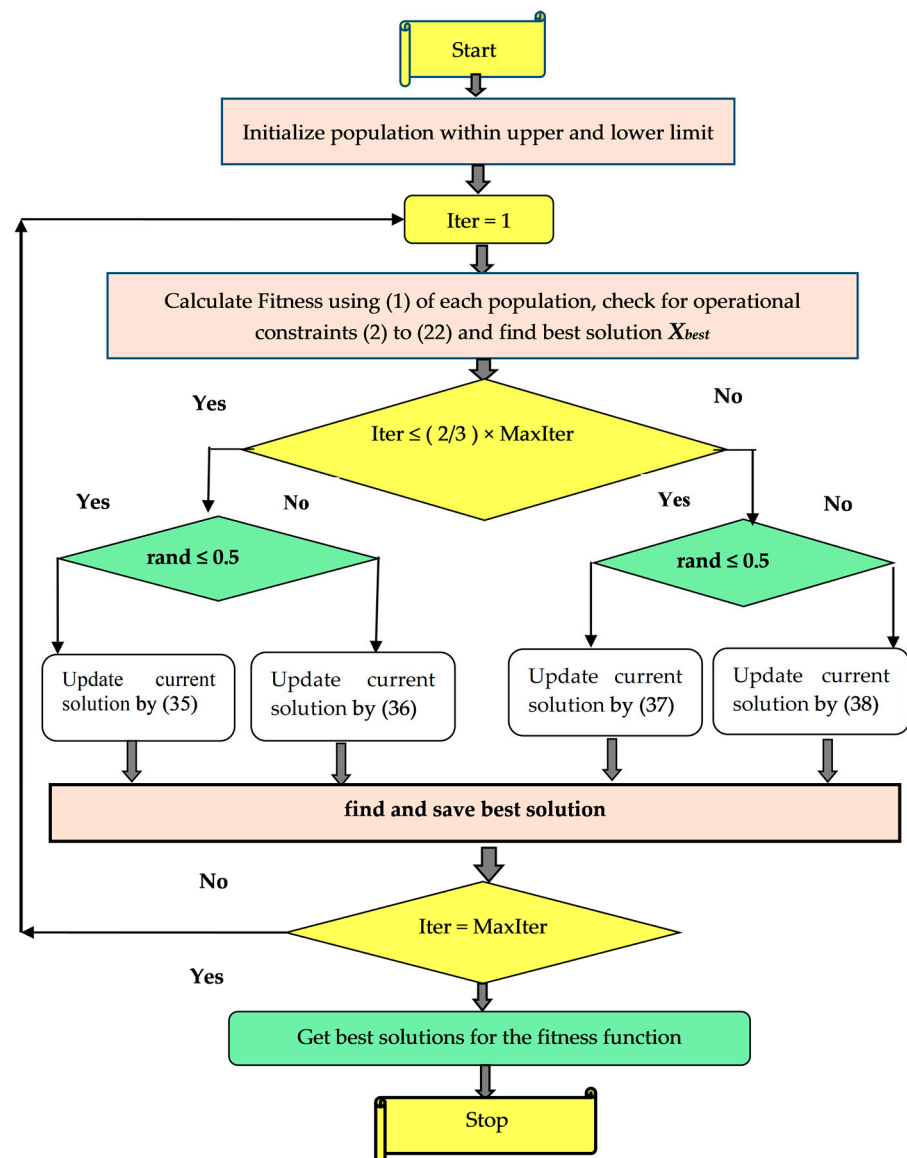 Start
Initialize population within upper and lower limit
Iter = 1
Calculate Fitness using (1) of each population, check for operational
constraints (2) to (22) and find best solution Xbest
Yes
No
Iter ≤ ( 2/3 ) × MaxIter
Yes
No
Yes
No
rand ≤ 0.5
rand ≤ 0.5
Update current
solution by (35)
Update current
solution by (36)
Update current
solution by (37)
Update current
solution by (38)
find and save best solution
No
Iter = MaxIter
Yes
Get best solutions for the fitness function
Stop